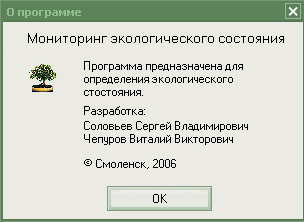 О программе
Мониторинг экологического состояния
Программа предназначена для
определения экологического
стостояния.
Разработка:
Соловьев Сергей Владимирович
Чепуров Виталий Викторович
© Смоленск, 2006
OK